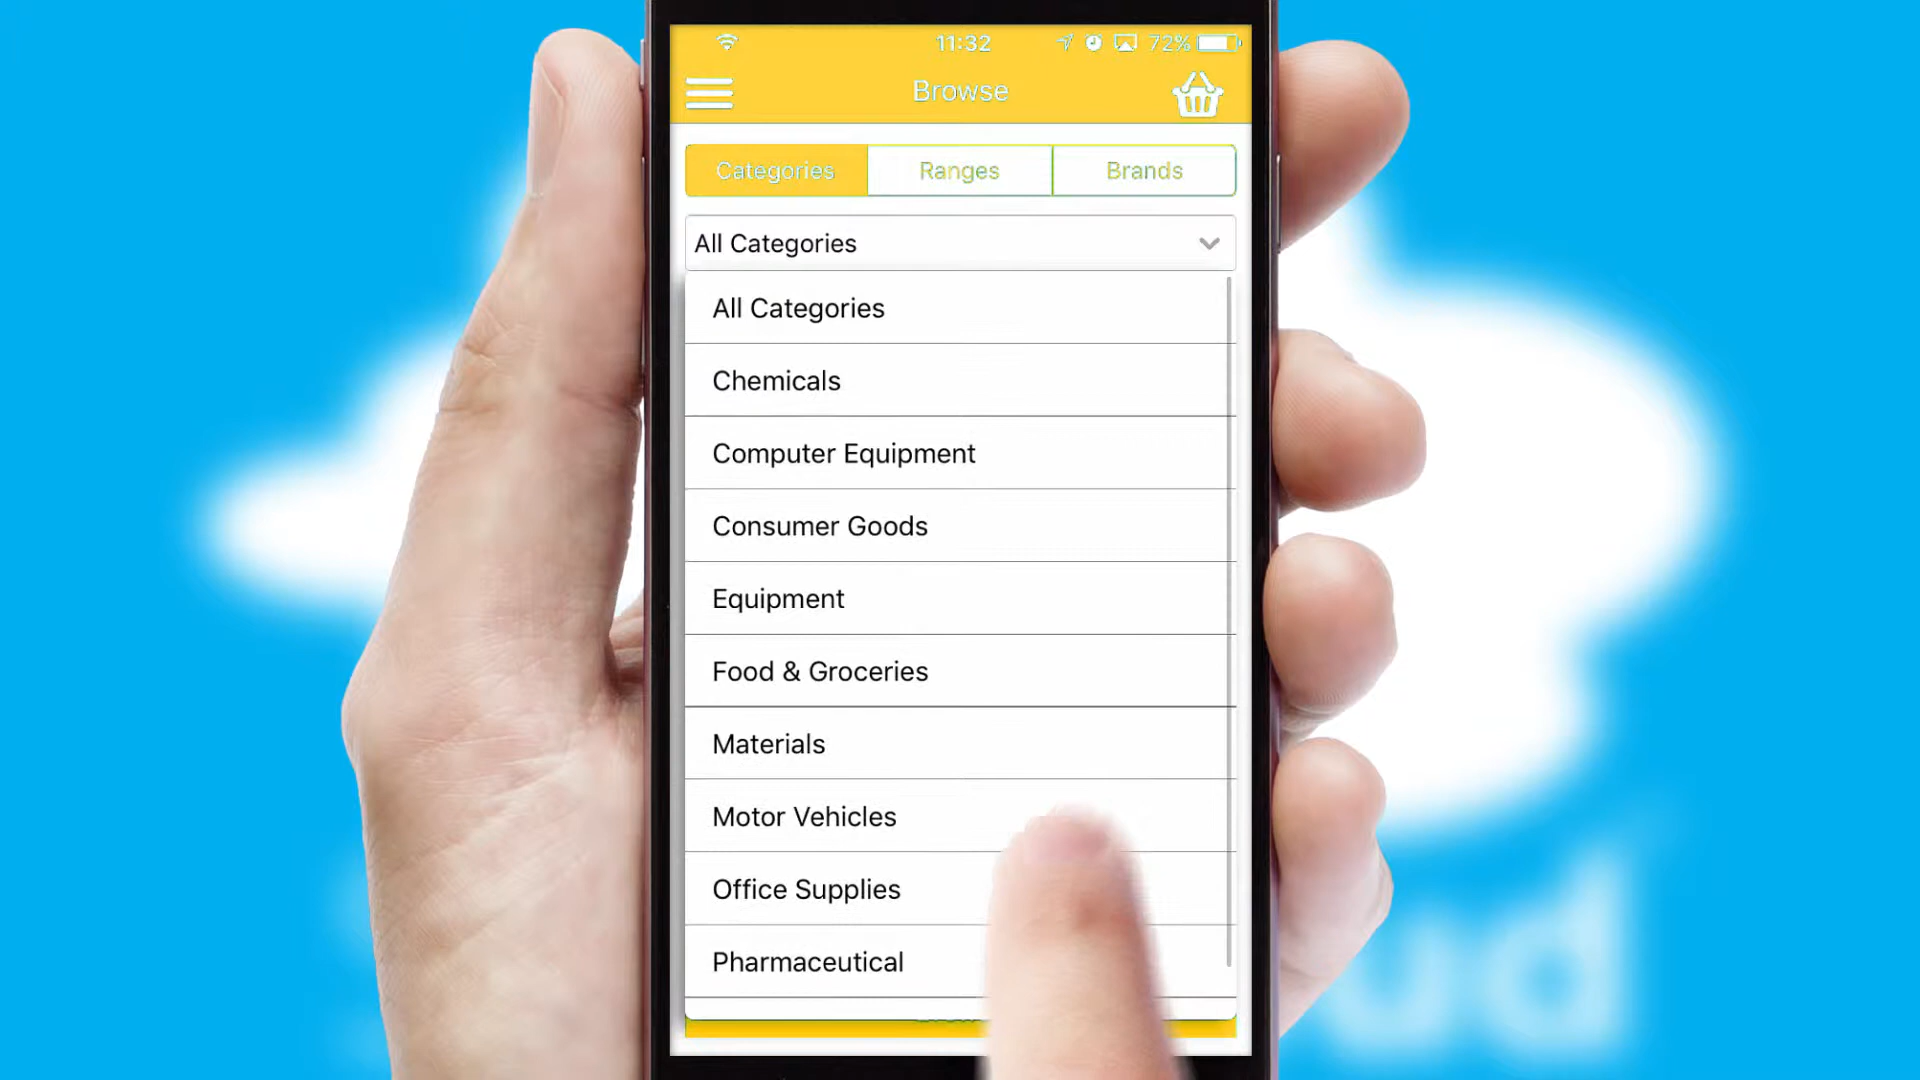 11:32
72%
Browse
Categories
Ranges
Brands
All Categories
All Categories
Chemicals
Computer Equipment
Consumer Goods
Equipment
Food & Groceries
Materials
Motor Vehicles
Office Supplies
Pharmaceutical